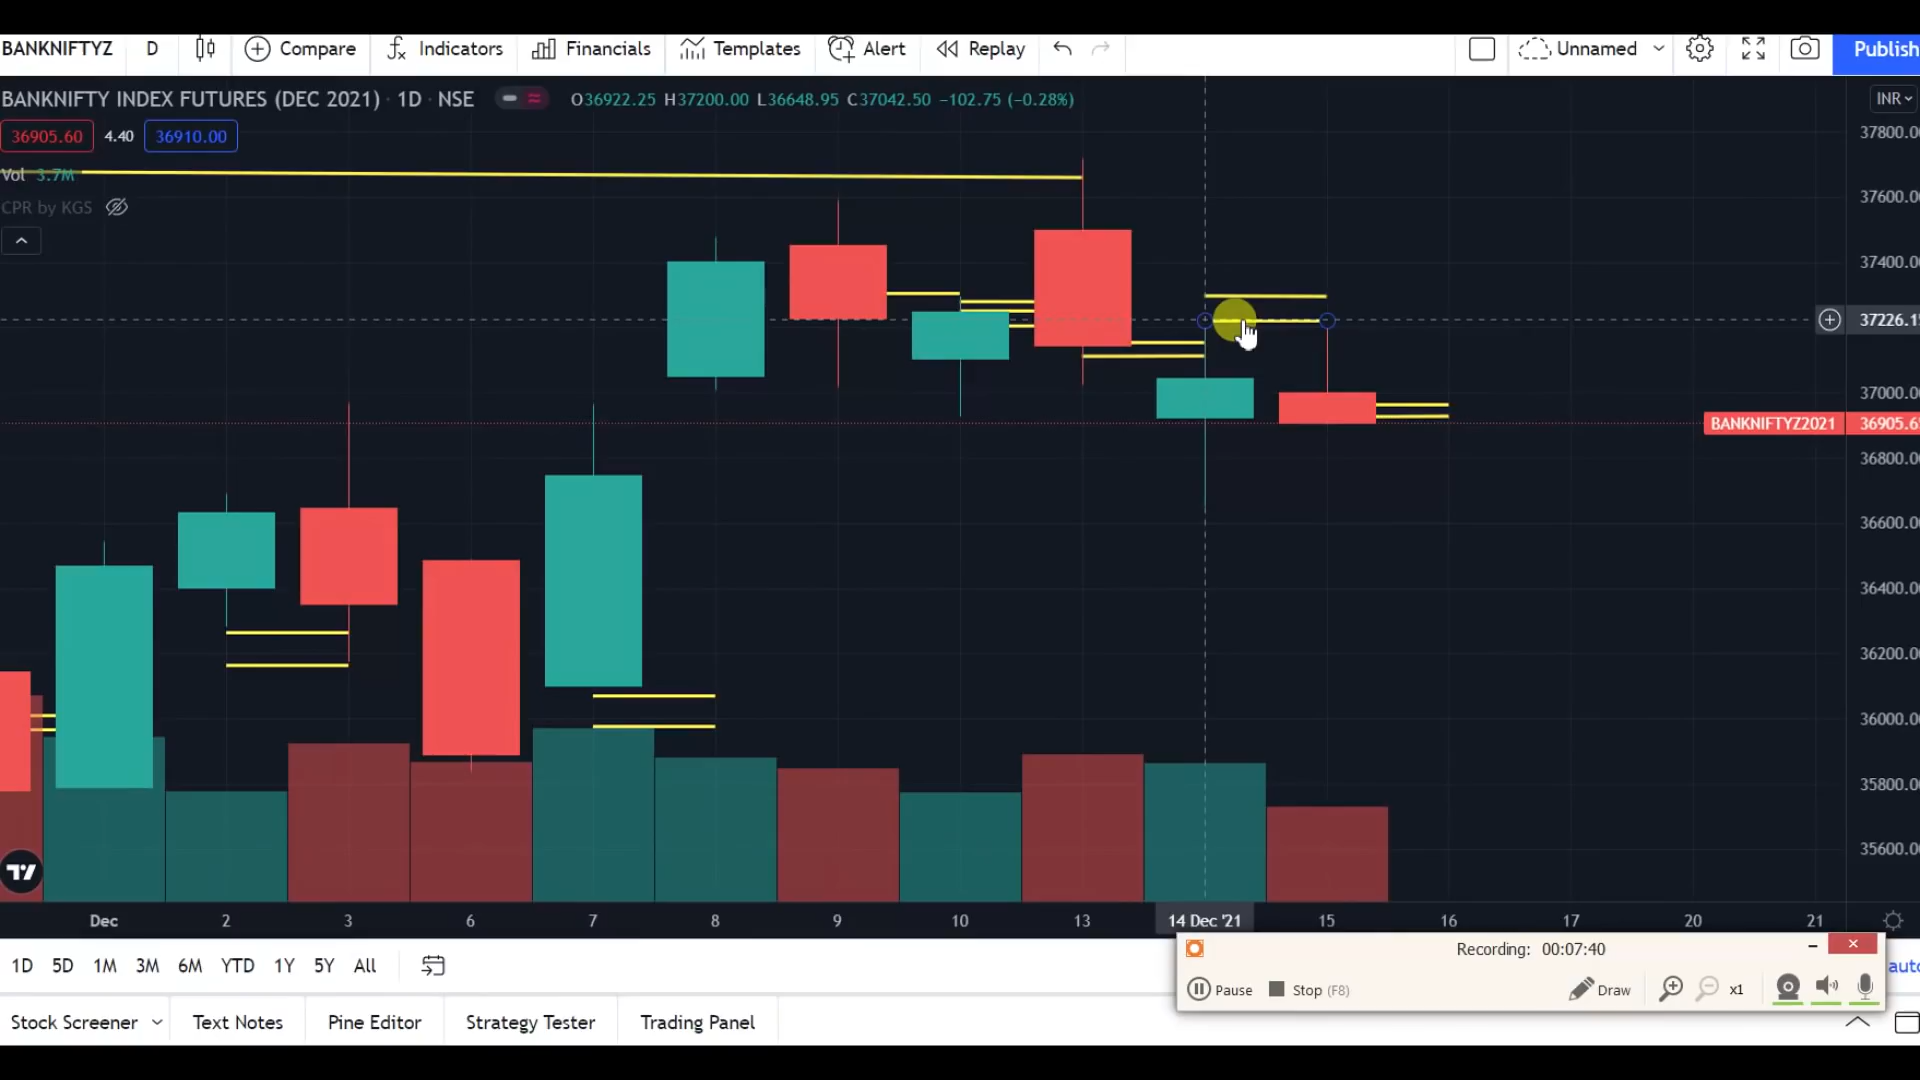 BANKNIFTYZ D Compare Indicators Financials Templates Alert Replay Unnamed Publish
BANKNIFTY INDEX FUTURES (DEC 2021) · 1D · NSE O36922.25 H37200.00 L36648.95 C37042.50 −102.75 (−0.28%) INR
36905.60 4.40 36910.00
37800.0
Vol 3.7M
CPR by KGS
37600.0
37400.0
37226.1
37000.0
BANKNIFTYZ2021 36905.6
36800.0
36600.0
36400.0
36200.0
36000.0
35800.0
35600.0
Dec 2 3 6 7 8 9 10 13 14 Dec '21 15 16 17 20 21
Recording: 00:07:40
1D 5D 1M 3M 6M YTD 1Y 5Y All auto
Pause Stop (F8) Draw x1
Stock Screener Text Notes Pine Editor Strategy Tester Trading Panel